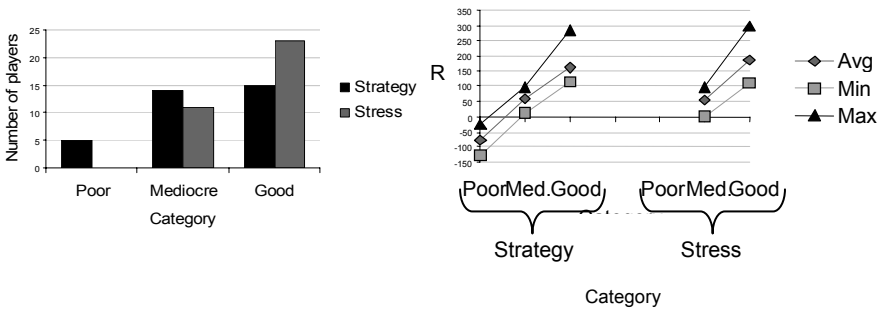 25
20
15
10
5
0
Number of players
Poor Mediocre Good
Category
Strategy
Stress
350
300
250
200
150
100
50
0
-50
-100
-150
R
PoorMed.Good PoorMed.Good
Strategy Stress
Category
Avg
Min
Max